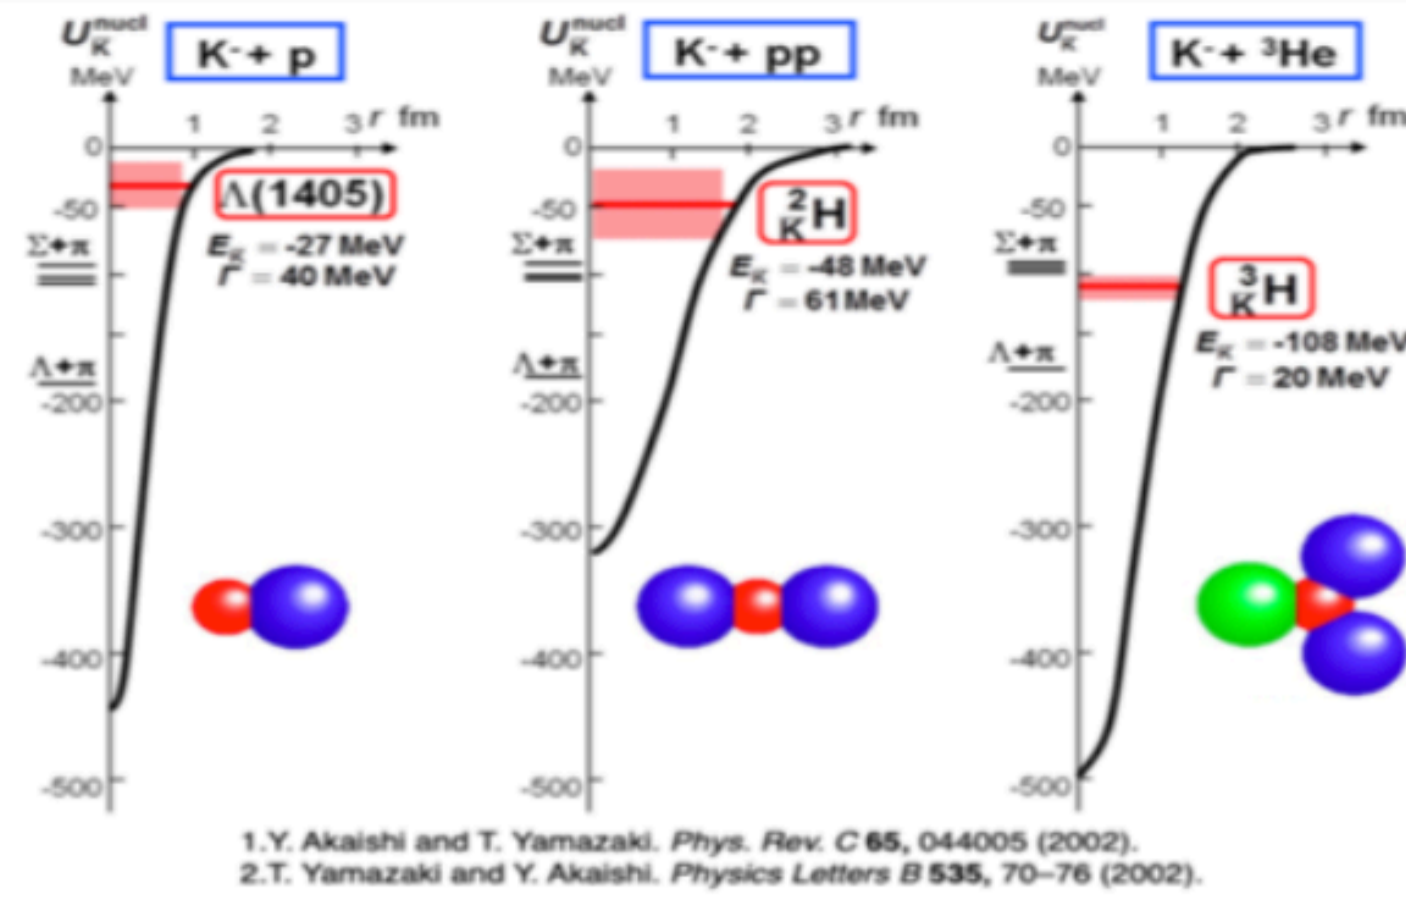 U_K̄^nucl
MeV
K-+ p
1 2 3 r fm
0
Λ(1405)
-50
E_K = -27 MeV
Γ = 40 MeV
Σ+π
Λ+π
-200
-300
-400
-500
U_K̄^nucl
MeV
K-+ pp
1 2 3 r fm
0
²_K H
-50
E_K = -48 MeV
Γ = 61 MeV
Σ+π
Λ+π
-200
-300
-400
-500
U_K̄^nucl
MeV
K-+ ³He
1 2 3 r fm
0
-50
³_K H
E_K = -108 MeV
Γ = 20 MeV
Σ+π
Λ+π
-200
-300
-400
-500
1.Y. Akaishi and T. Yamazaki. Phys. Rev. C 65, 044005 (2002).
2.T. Yamazaki and Y. Akaishi. Physics Letters B 535, 70–76 (2002).